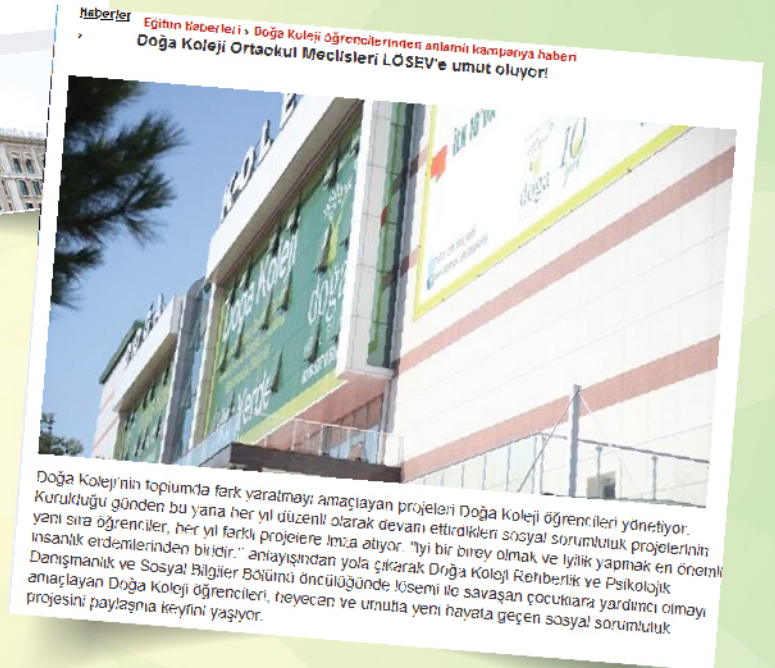 Haberler
Eğitim Haberleri > Doğa Koleji öğrencilerinden anlamlı kampanya haberi
>
Doğa Koleji Ortaokul Meclisleri LÖSEV'e umut oluyor!
Doğa Koleji
doğa
doğa
Yerde
Doğa Koleji'nin toplumda fark yaratmayı amaçlayan projeleri Doğa Koleji öğrencileri yönetiyor.
Kurulduğu günden bu yana her yıl düzenli olarak devam ettirdikleri sosyal sorumluluk projelerinin
yanı sıra öğrenciler, her yıl farklı projelere imza atıyor. "İyi bir birey olmak ve iyilik yapmak en önemli
insanlık erdemlerinden biridir." anlayışından yola çıkarak Doğa Koleji Rehberlik ve Psikolojik
Danışmanlık ve Sosyal Bilgiler Bölümü öncülüğünde lösemi ile savaşan çocuklara yardımcı olmayı
amaçlayan Doğa Koleji öğrencileri, heyecan ve umutla yeni hayata geçen sosyal sorumluluk
projesini paylaşma keyfini yaşıyor.